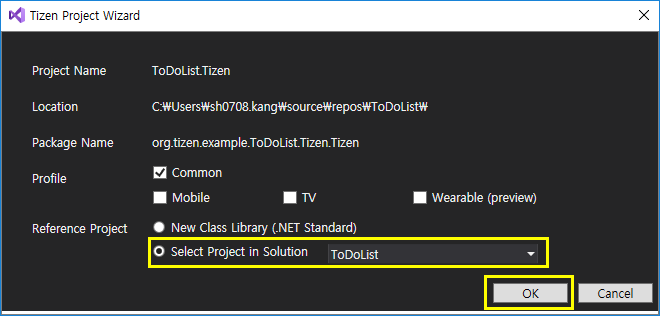 Tizen Project Wizard
Project Name ToDoList.Tizen
Location C:₩Users₩sh0708.kang₩source₩repos₩ToDoList₩
Package Name org.tizen.example.ToDoList.Tizen.Tizen
Profile Common
Mobile TV Wearable (preview)
Reference Project New Class Library (.NET Standard)
Select Project in Solution ToDoList
OK Cancel